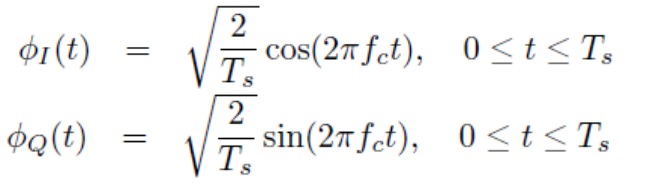 ϕ_I(t) = √(2/T_s) cos(2πf_c t), 0 ≤ t ≤ T_s
ϕ_Q(t) = √(2/T_s) sin(2πf_c t), 0 ≤ t ≤ T_s